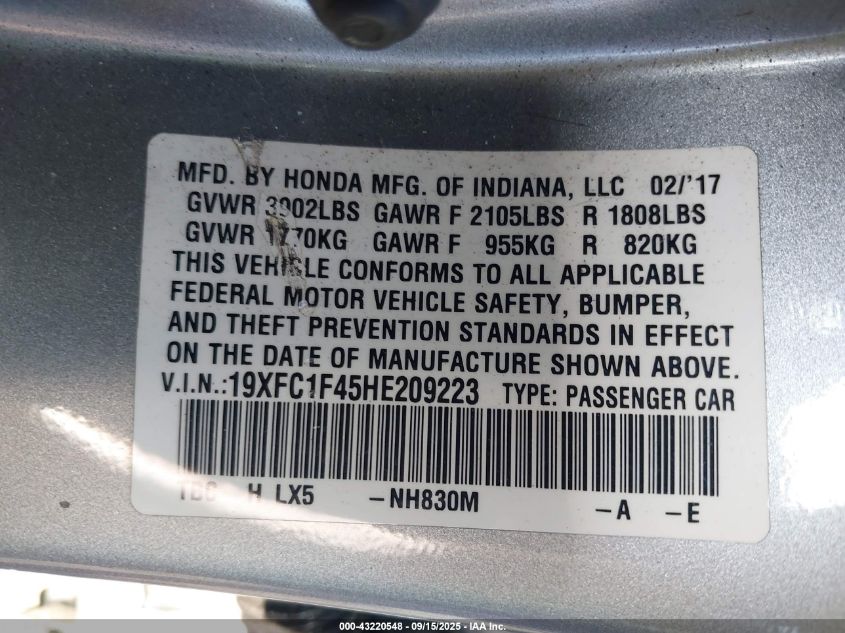 MFD. BY HONDA MFG. OF INDIANA, LLC 02/'17
GVWR 3902LBS GAWR F 2105LBS R 1808LBS
GVWR 1770KG GAWR F 955KG R 820KG
THIS VEHICLE CONFORMS TO ALL APPLICABLE
FEDERAL MOTOR VEHICLE SAFETY, BUMPER,
AND THEFT PREVENTION STANDARDS IN EFFECT
ON THE DATE OF MANUFACTURE SHOWN ABOVE.
V.I.N.:19XFC1F45HE209223 TYPE: PASSENGER CAR
H LX5 -NH830M -A -E
000-43220548 - 09/15/2025 - IAA Inc.